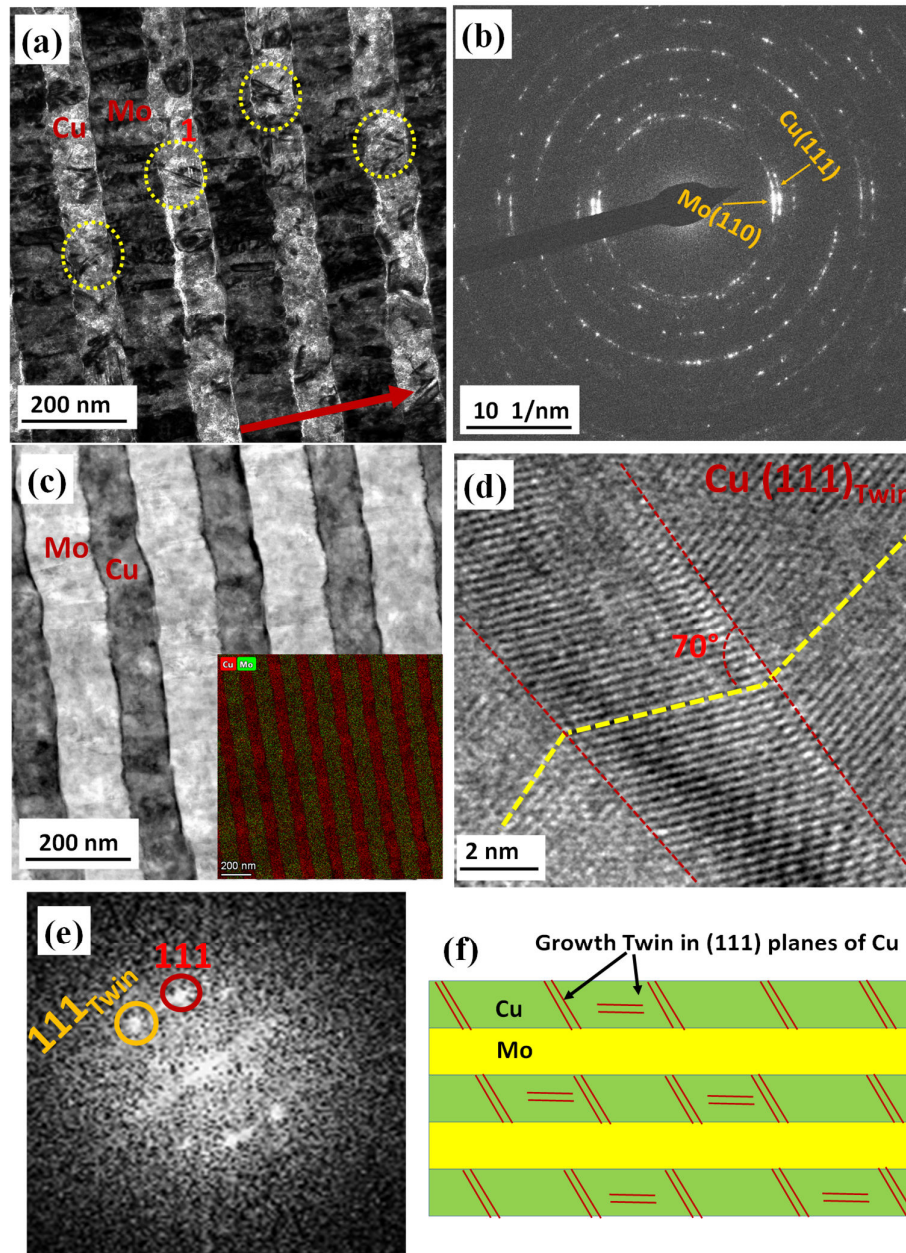 (a)
Cu
Mo
1
200 nm
(b)
Cu(111)
Mo(110)
10 1/nm
(c)
Mo
Cu
200 nm
Cu Mo
200 nm
(d)
Cu (111)Twin
70°
2 nm
(e)
111
111Twin
(f)
Growth Twin in (111) planes of Cu
Cu
Mo